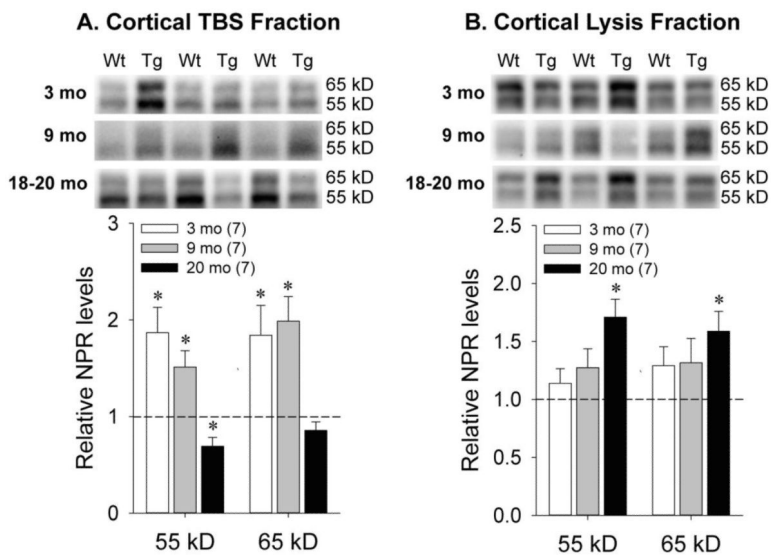 A. Cortical TBS Fraction
Wt Tg Wt Tg Wt Tg
3 mo
65 kD
55 kD
9 mo
65 kD
55 kD
18-20 mo
65 kD
55 kD
3 mo (7)
9 mo (7)
20 mo (7)
Relative NPR levels
3
2
1
0
* * * * *
55 kD 65 kD
B. Cortical Lysis Fraction
Wt Tg Wt Tg Wt Tg
3 mo
65 kD
55 kD
9 mo
65 kD
55 kD
18-20 mo
65 kD
55 kD
3 mo (7)
9 mo (7)
20 mo (7)
Relative NPR levels
2.5
2.0
1.5
1.0
0.0
* *
55 kD 65 kD